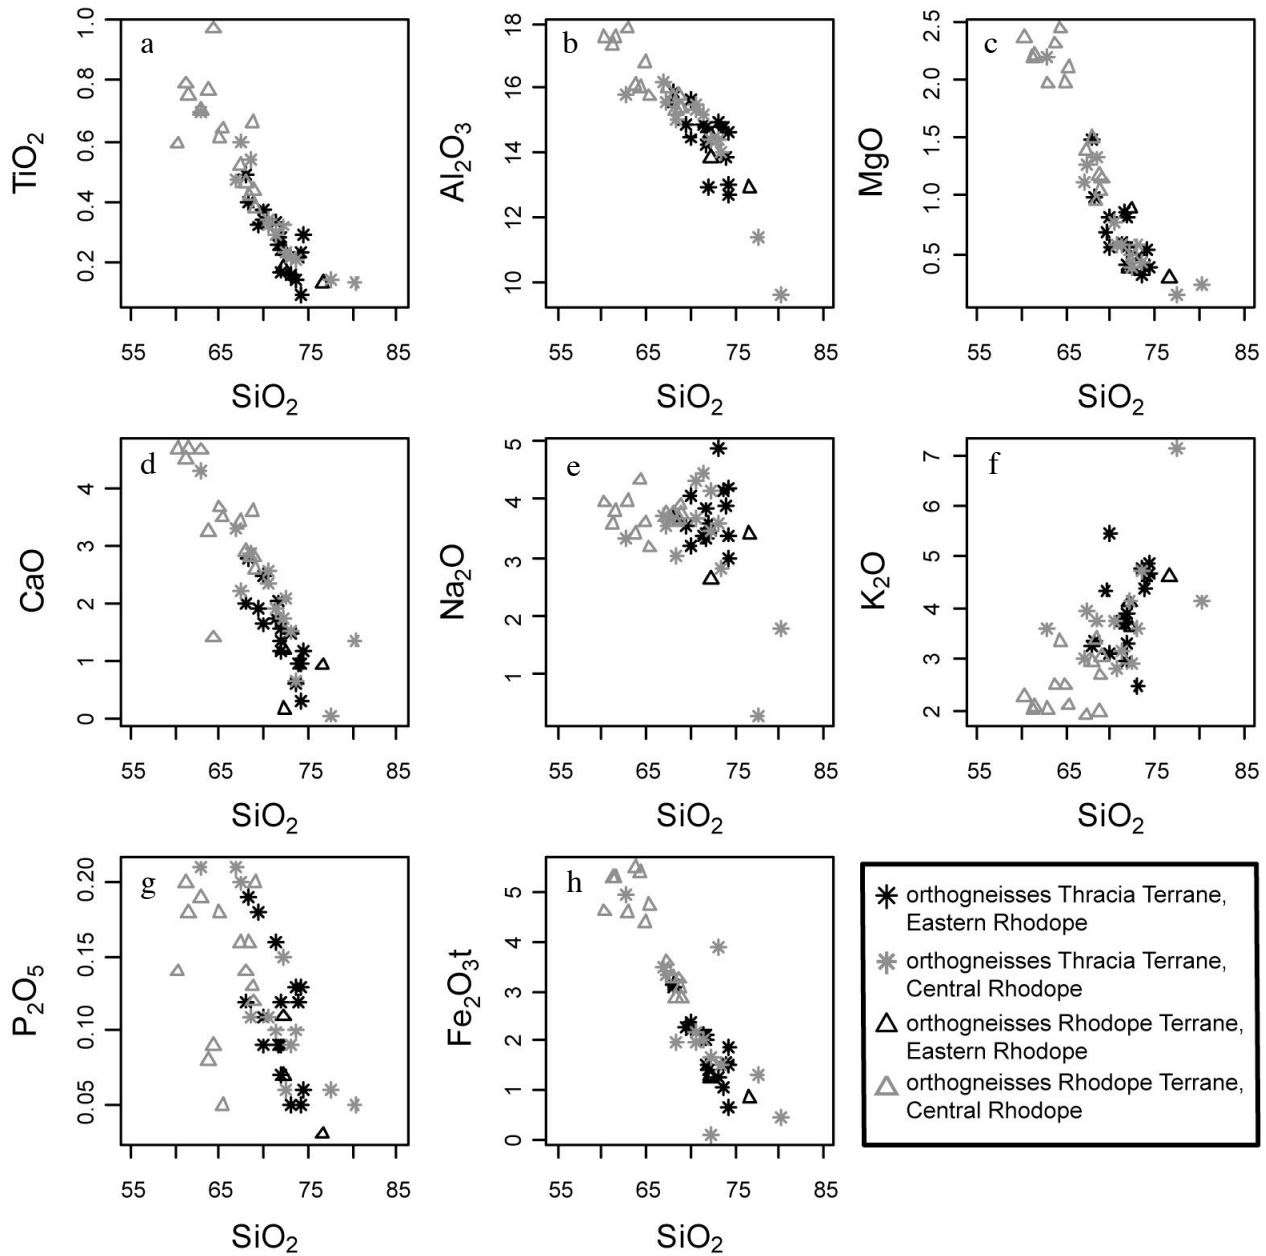 a
TiO2
0.2 0.4 0.6 0.8 1.0
55 65 75 85
SiO2
b
Al2O3
10 12 14 16 18
55 65 75 85
SiO2
c
MgO
0.5 1.0 1.5 2.0 2.5
55 65 75 85
SiO2
d
CaO
0 1 2 3 4
55 65 75 85
SiO2
e
Na2O
1 2 3 4 5
55 65 75 85
SiO2
f
K2O
2 3 4 5 6 7
55 65 75 85
SiO2
g
P2O5
0.05 0.10 0.15 0.20
55 65 75 85
SiO2
h
Fe2O3t
0 1 2 3 4 5
55 65 75 85
SiO2
orthogneisses Thracia Terrane,
Eastern Rhodope
orthogneisses Thracia Terrane,
Central Rhodope
orthogneisses Rhodope Terrane,
Eastern Rhodope
orthogneisses Rhodope Terrane,
Central Rhodope